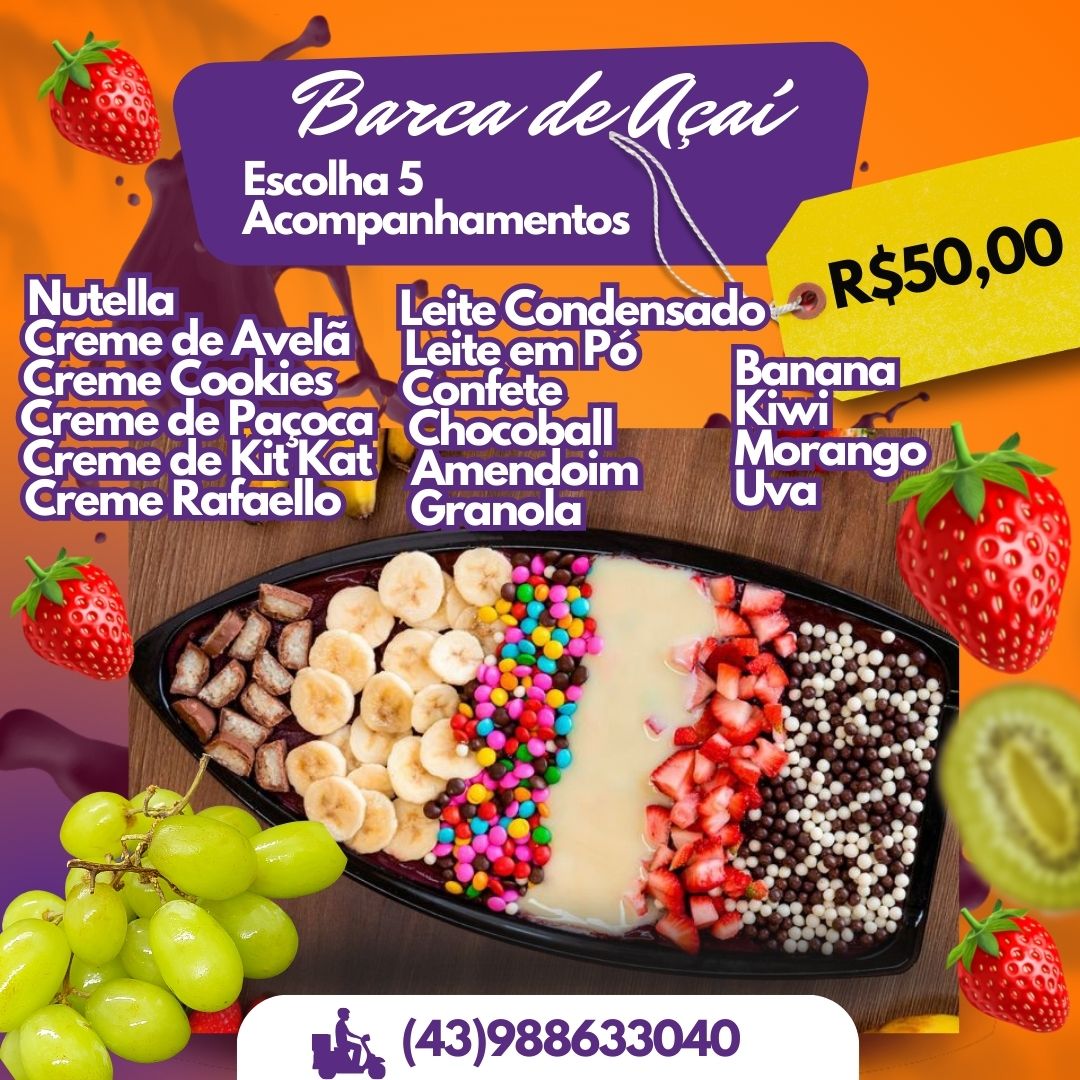 Barca de Açaí
Escolha 5
Acompanhamentos
R$50,00
Nutella
Creme de Avelã
Creme Cookies
Creme de Paçoca
Creme de Kit Kat
Creme Rafaello
Leite Condensado
Leite em Pó
Confete
Chocoball
Amendoim
Granola
Banana
Kiwi
Morango
Uva
(43)988633040